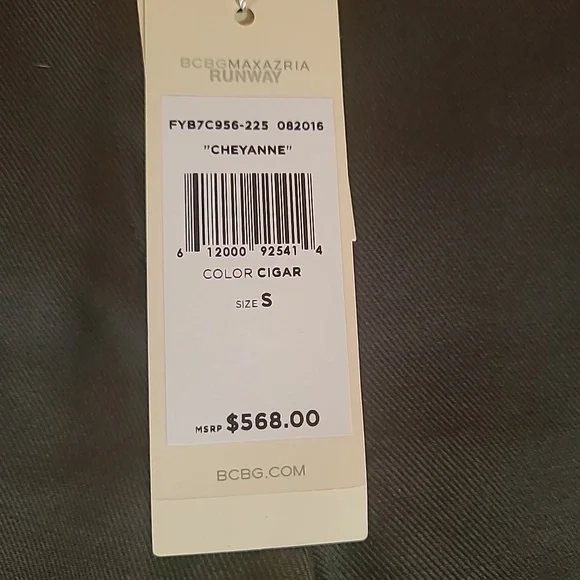 BCBGMAXAZRIA
RUNWAY
FYB7C956-225 082016
"CHEYANNE"
6 12000 92541 4
COLOR CIGAR
SIZE S
MSRP $568.00
BCBG.COM